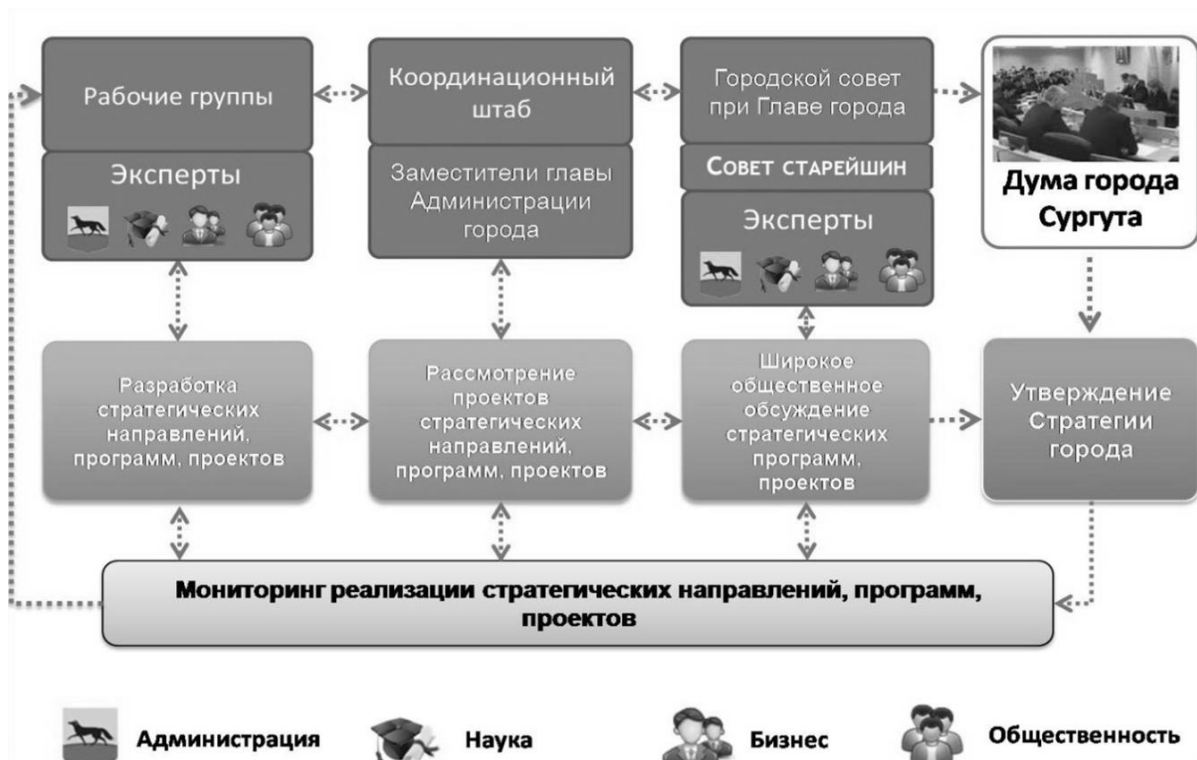 Рабочие группы
Эксперты
Координационный
штаб
Заместители главы
Администрации
города
Городской совет
при Главе города
СОВЕТ СТАРЕЙШИН
Эксперты
Дума города
Сургута
Разработка
стратегических
направлений,
программ, проектов
Рассмотрение
проектов
стратегических
направлений,
программ, проектов
Широкое
общественное
обсуждение
стратегических
программ,
проектов
Утверждение
Стратегии
города
Мониторинг реализации стратегических направлений, программ,
проектов
Администрация
Наука
Бизнес
Общественность